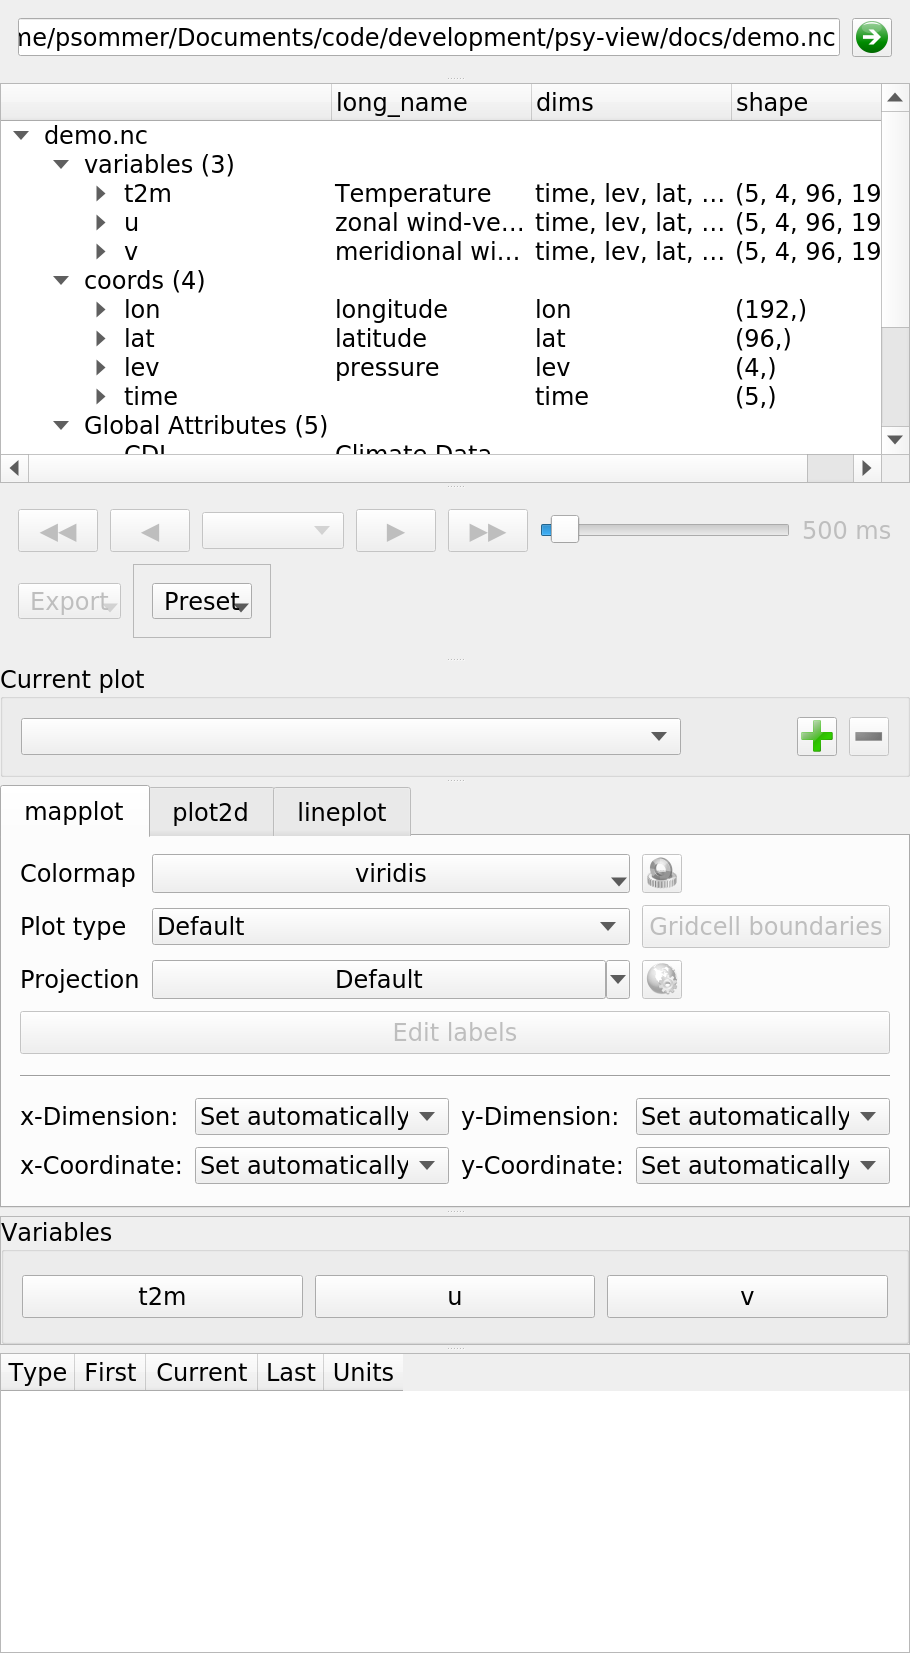 me/psommer/Documents/code/development/psy-view/docs/demo.nc
long_name dims shape
demo.nc
variables (3)
t2m Temperature time, lev, lat, ... (5, 4, 96, 19
u zonal wind-ve... time, lev, lat, ... (5, 4, 96, 19
v meridional wi... time, lev, lat, ... (5, 4, 96, 19
coords (4)
lon longitude lon (192,)
lat latitude lat (96,)
lev pressure lev (4,)
time time (5,)
Global Attributes (5)
CDI Climate Data
500 ms
Export Preset
Current plot
mapplot plot2d lineplot
Colormap viridis
Plot type Default Gridcell boundaries
Projection Default
Edit labels
x-Dimension: Set automatically y-Dimension: Set automatically
x-Coordinate: Set automatically y-Coordinate: Set automatically
Variables
t2m u v
Type First Current Last Units